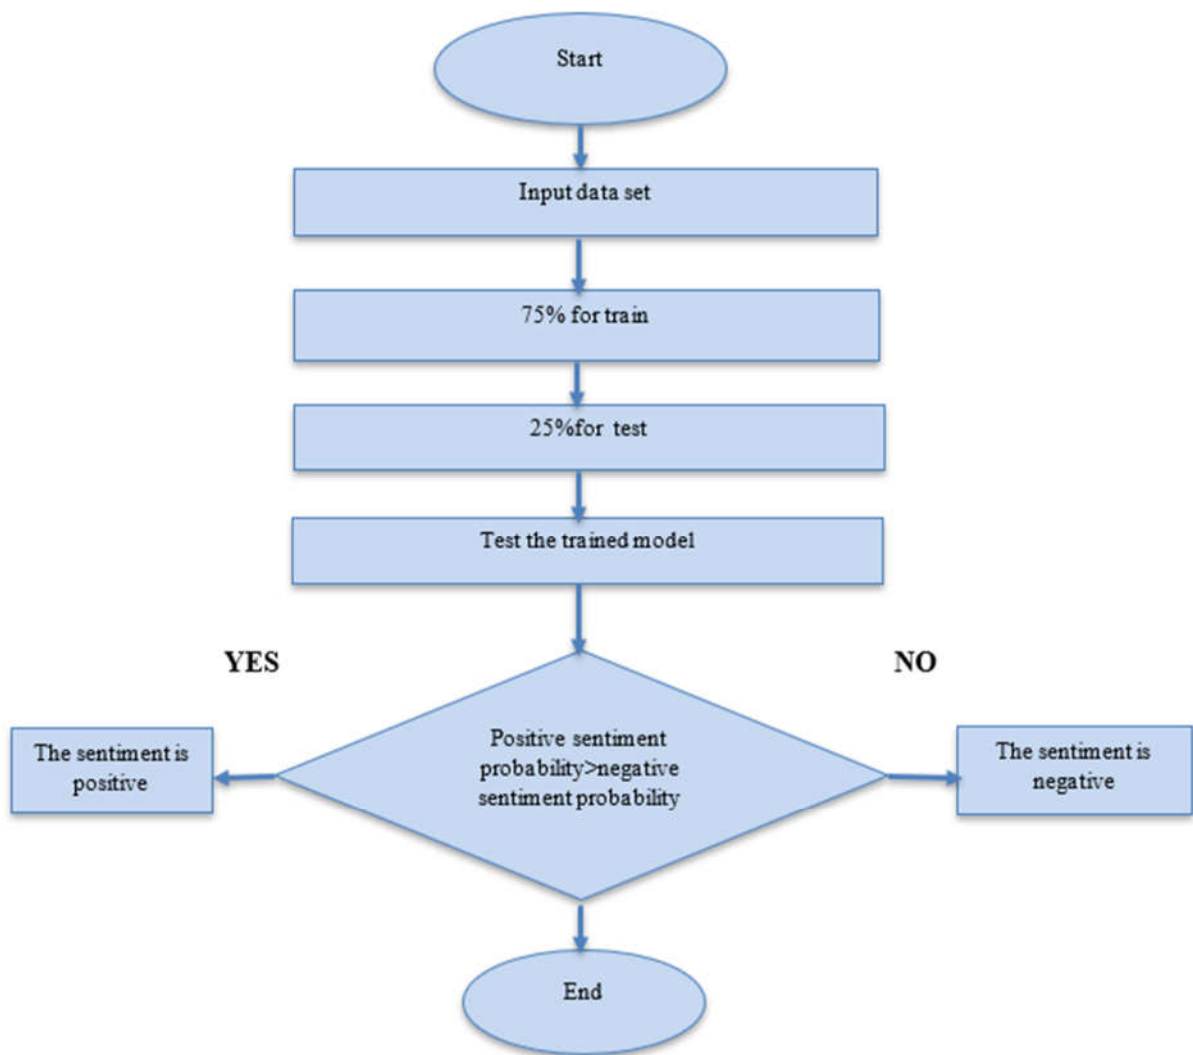 Start
Input data set
75% for train
25%for test
Test the trained model
YES
NO
The sentiment is
positive
Positive sentiment
probability>negative
sentiment probability
The sentiment is
negative
End